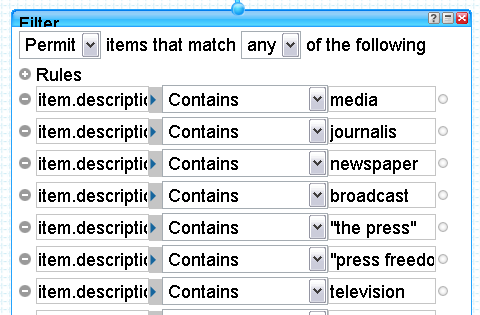 Filter
Permit items that match any of the following
Rules
item.descriptio Contains media
item.descriptio Contains journalis
item.descriptio Contains newspaper
item.descriptio Contains broadcast
item.descriptio Contains "the press"
item.descriptio Contains "press freedo
item.descriptio Contains television